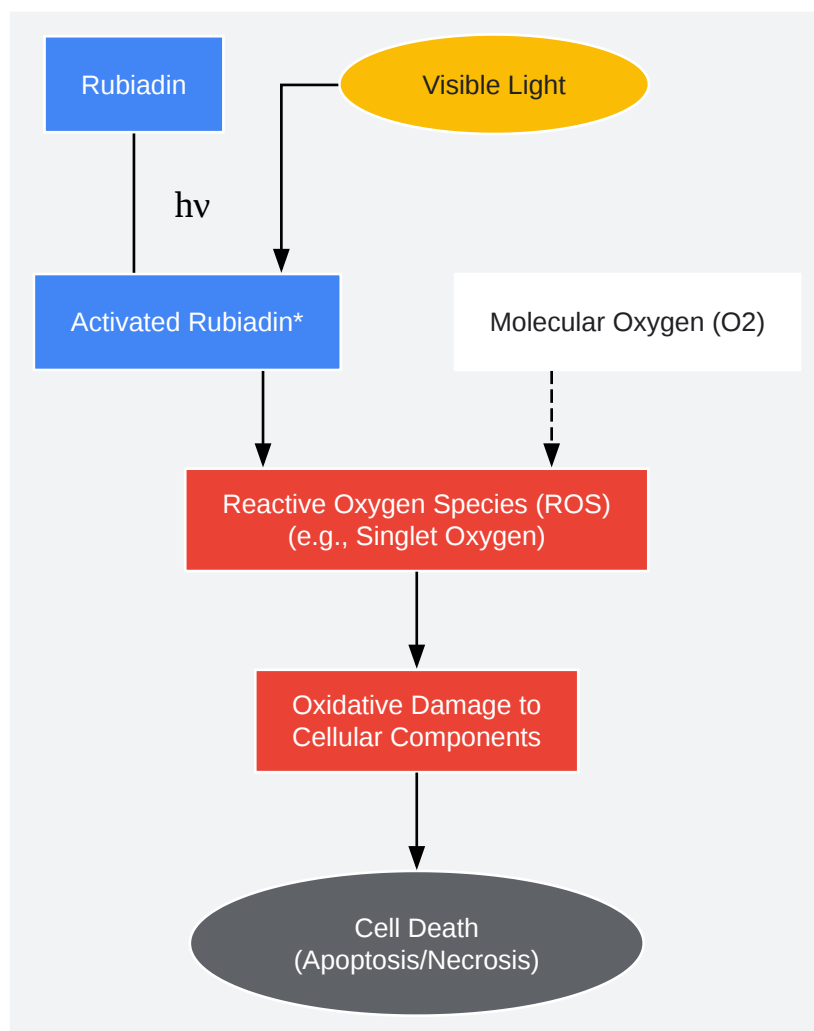 Rubiadin
Visible Light
hν
Activated Rubiadin*
Molecular Oxygen (O2)
Reactive Oxygen Species (ROS)
(e.g., Singlet Oxygen)
Oxidative Damage to
Cellular Components
Cell Death
(Apoptosis/Necrosis)